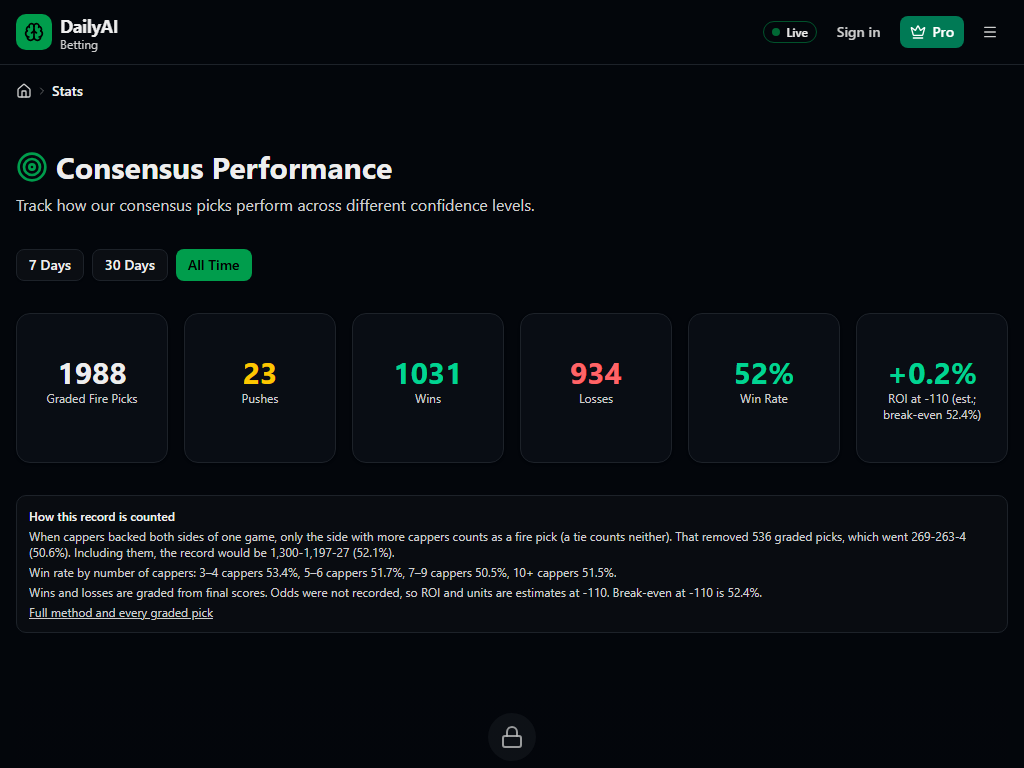 DailyAI
Betting
Live
Sign in
Pro
Stats
Consensus Performance
Track how our consensus picks perform across different confidence levels.
7 Days
30 Days
All Time
1988
Graded Fire Picks
23
Pushes
1031
Wins
934
Losses
52%
Win Rate
+0.2%
ROI at -110 (est.;
break-even 52.4%)
How this record is counted
When cappers backed both sides of one game, only the side with more cappers counts as a fire pick (a tie counts neither). That removed 536 graded picks, which went 269-263-4
(50.6%). Including them, the record would be 1,300-1,197-27 (52.1%).
Win rate by number of cappers: 3–4 cappers 53.4%, 5–6 cappers 51.7%, 7–9 cappers 50.5%, 10+ cappers 51.5%.
Wins and losses are graded from final scores. Odds were not recorded, so ROI and units are estimates at -110. Break-even at -110 is 52.4%.
Full method and every graded pick